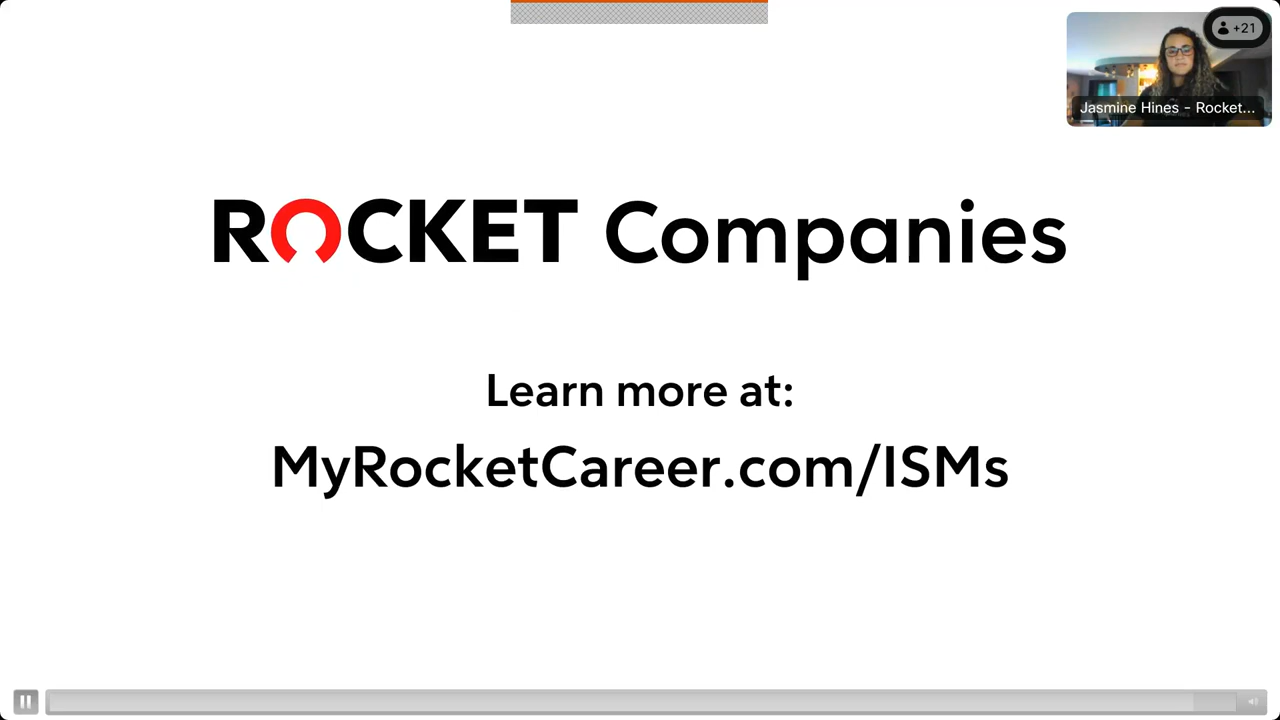 +21
Jasmine Hines - Rocket...
ROCKET Companies
Learn more at:
MyRocketCareer.com/ISMs